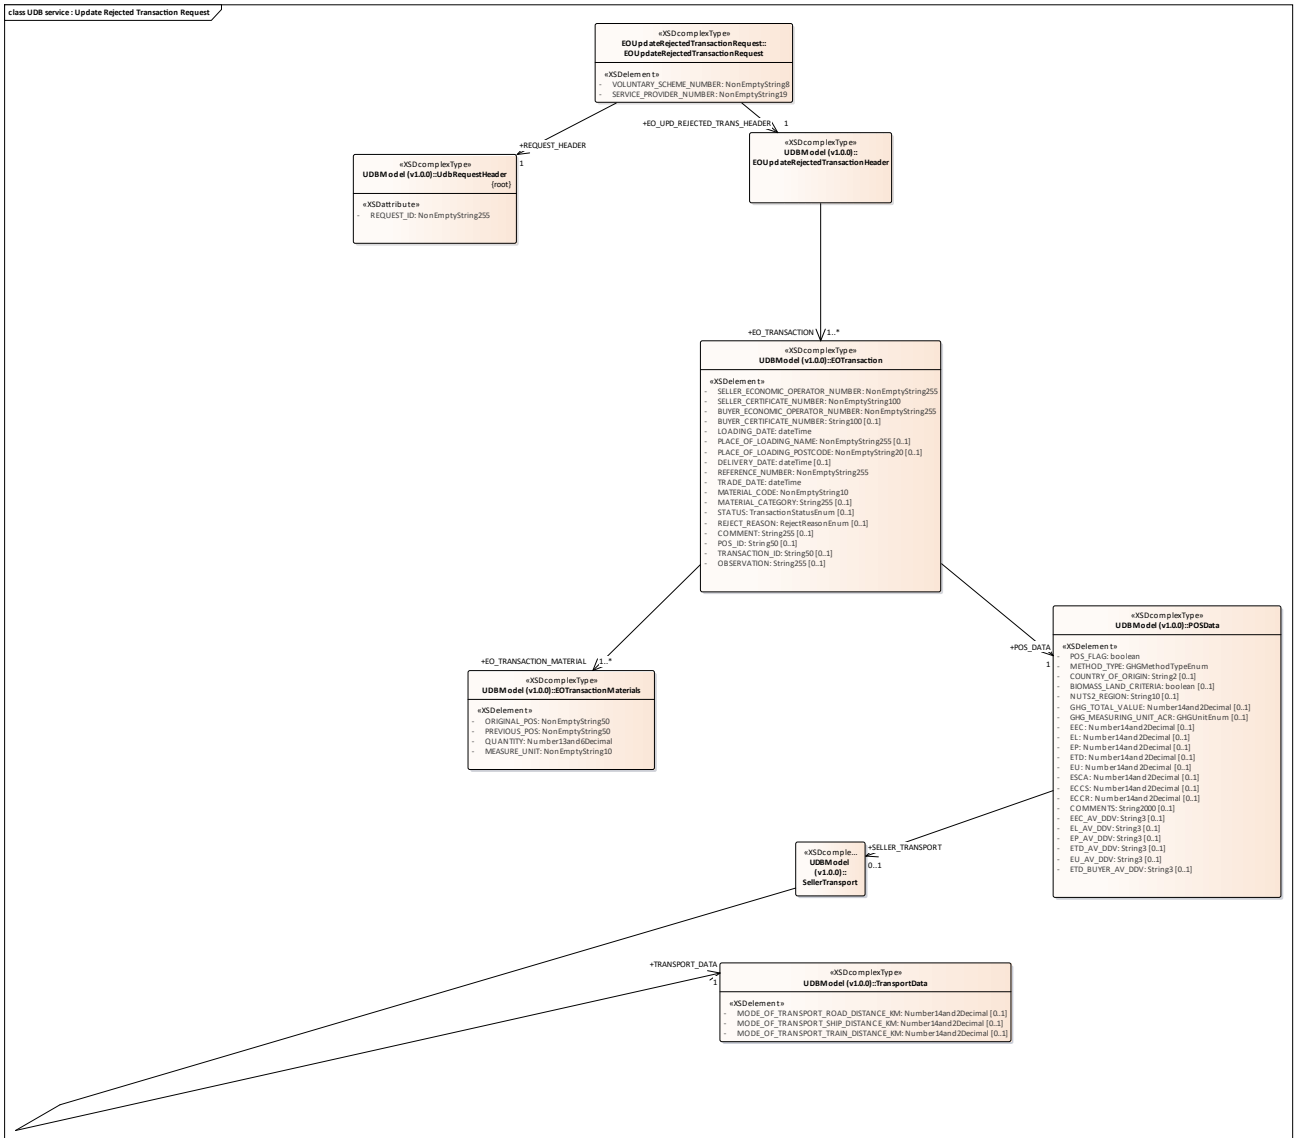 class UDB service : Update Rejected Transaction Request
«XSDcomplexType»
EOUpdateRejectedTransactionRequest::
EOUpdateRejectedTransactionRequest
«XSDelement»
- VOLUNTARY_SCHEME_NUMBER: NonEmptyString8
- SERVICE_PROVIDER_NUMBER: NonEmptyString19
+EO_UPD_REJECTED_TRANS_HEADER
1
+REQUEST_HEADER
1
«XSDcomplexType»
UDBModel (v1.0.0)::
EOUpdateRejectedTransactionHeader
«XSDcomplexType»
UDBModel (v1.0.0)::UdbRequestHeader
{root}
«XSDattribute»
- REQUEST_ID: NonEmptyString255
+EO_TRANSACTION
1..*
«XSDcomplexType»
UDBModel (v1.0.0)::EOTransaction
«XSDelement»
- SELLER_ECONOMIC_OPERATOR_NUMBER: NonEmptyString255
- SELLER_CERTIFICATE_NUMBER: NonEmptyString100
- BUYER_ECONOMIC_OPERATOR_NUMBER: NonEmptyString255
- BUYER_CERTIFICATE_NUMBER: String100 [0..1]
- LOADING_DATE: dateTime
- PLACE_OF_LOADING_NAME: NonEmptyString255 [0..1]
- PLACE_OF_LOADING_POSTCODE: NonEmptyString20 [0..1]
- DELIVERY_DATE: dateTime [0..1]
- REFERENCE_NUMBER: NonEmptyString255
- TRADE_DATE: dateTime
- MATERIAL_CODE: NonEmptyString10
- MATERIAL_CATEGORY: String255 [0..1]
- STATUS: TransactionStatusEnum [0..1]
- REJECT_REASON: RejectReasonEnum [0..1]
- COMMENT: String255 [0..1]
- POS_ID: String50 [0..1]
- TRANSACTION_ID: String50 [0..1]
- OBSERVATION: String255 [0..1]
+EO_TRANSACTION_MATERIAL
1..*
«XSDcomplexType»
UDBModel (v1.0.0)::EOTransactionMaterials
«XSDelement»
- ORIGINAL_POS: NonEmptyString50
- PREVIOUS_POS: NonEmptyString50
- QUANTITY: Number13and6Decimal
- MEASURE_UNIT: NonEmptyString10
+POS_DATA
1
«XSDcomplexType»
UDBModel (v1.0.0)::POSData
«XSDelement»
- POS_FLAG: boolean
- METHOD_TYPE: GHGMethodTypeEnum
- COUNTRY_OF_ORIGIN: String2 [0..1]
- BIOMASS_LAND_CRITERIA: boolean [0..1]
- NUTS2_REGION: String10 [0..1]
- GHG_TOTAL_VALUE: Number14and2Decimal [0..1]
- GHG_MEASURING_UNIT_ACR: GHGUnitEnum [0..1]
- EEC: Number14and2Decimal [0..1]
- EL: Number14and2Decimal [0..1]
- EP: Number14and2Decimal [0..1]
- ETD: Number14and2Decimal [0..1]
- EU: Number14and2Decimal [0..1]
- ESCA: Number14and2Decimal [0..1]
- ECCS: Number14and2Decimal [0..1]
- ECCR: Number14and2Decimal [0..1]
- COMMENTS: String2000 [0..1]
- EEC_AV_DDV: String3 [0..1]
- EL_AV_DDV: String3 [0..1]
- EP_AV_DDV: String3 [0..1]
- ETD_AV_DDV: String3 [0..1]
- EU_AV_DDV: String3 [0..1]
- ETD_BUYER_AV_DDV: String3 [0..1]
+SELLER_TRANSPORT
0..1
«XSDcomple...
UDBModel
(v1.0.0)::
SellerTransport
+TRANSPORT_DATA
1
«XSDcomplexType»
UDBModel (v1.0.0)::TransportData
«XSDelement»
- MODE_OF_TRANSPORT_ROAD_DISTANCE_KM: Number14and2Decimal [0..1]
- MODE_OF_TRANSPORT_SHIP_DISTANCE_KM: Number14and2Decimal [0..1]
- MODE_OF_TRANSPORT_TRAIN_DISTANCE_KM: Number14and2Decimal [0..1]